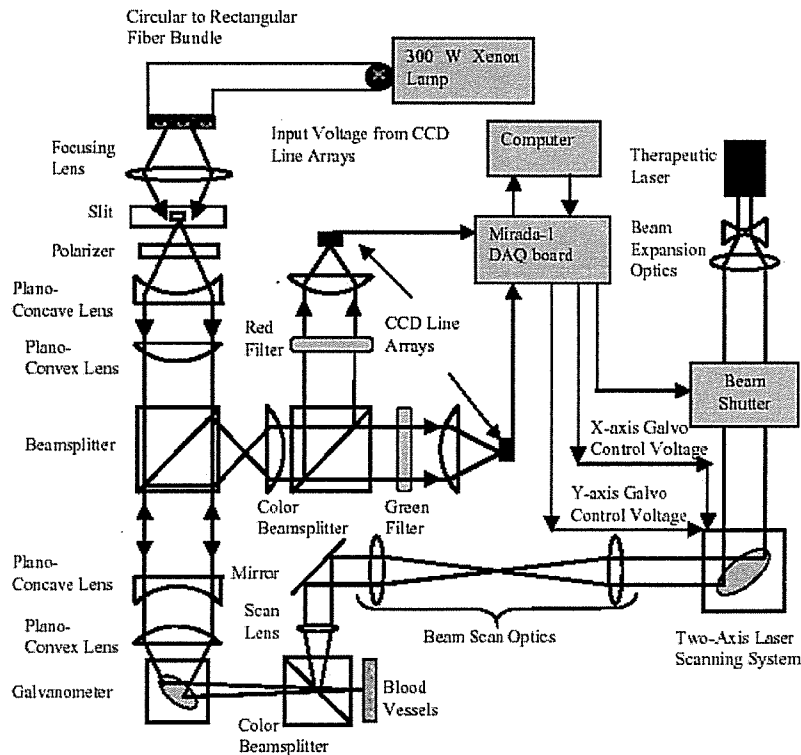 Circular to Rectangular
Fiber Bundle
300 W Xenon
Lamp
Focusing
Lens
Input Voltage from CCD
Line Arrays
Computer
Therapeutic
Laser
Slit
Polarizer
Mirada-1
DAQ board
Beam
Expansion
Optics
Plano-
Concave Lens
Red
Filter
CCD Line
Arrays
Plano-
Convex Lens
Beam
Shutter
Beamsplitter
X-axis Galvo
Control Voltage
Color
Beamsplitter
Green
Filter
Y-axis Galvo
Control Voltage
Plano-
Concave Lens
Mirror
Scan
Lens
Plano-
Convex Lens
Beam Scan Optics
Two-Axis Laser
Scanning System
Galvanometer
Blood
Vessels
Color
Beamsplitter